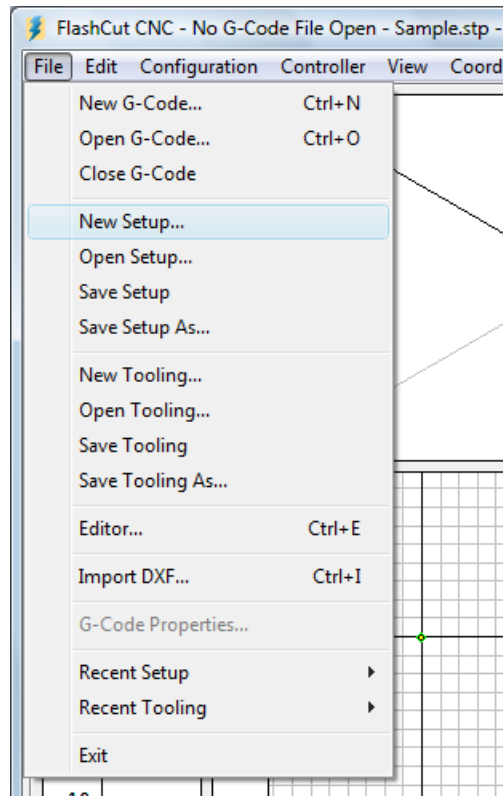 FlashCut CNC - No G-Code File Open - Sample.stp -
File Edit Configuration Controller View Coord
New G-Code... Ctrl+N
Open G-Code... Ctrl+O
Close G-Code
New Setup...
Open Setup...
Save Setup
Save Setup As...
New Tooling...
Open Tooling...
Save Tooling
Save Tooling As...
Editor... Ctrl+E
Import DXF... Ctrl+I
G-Code Properties...
Recent Setup
Recent Tooling
Exit